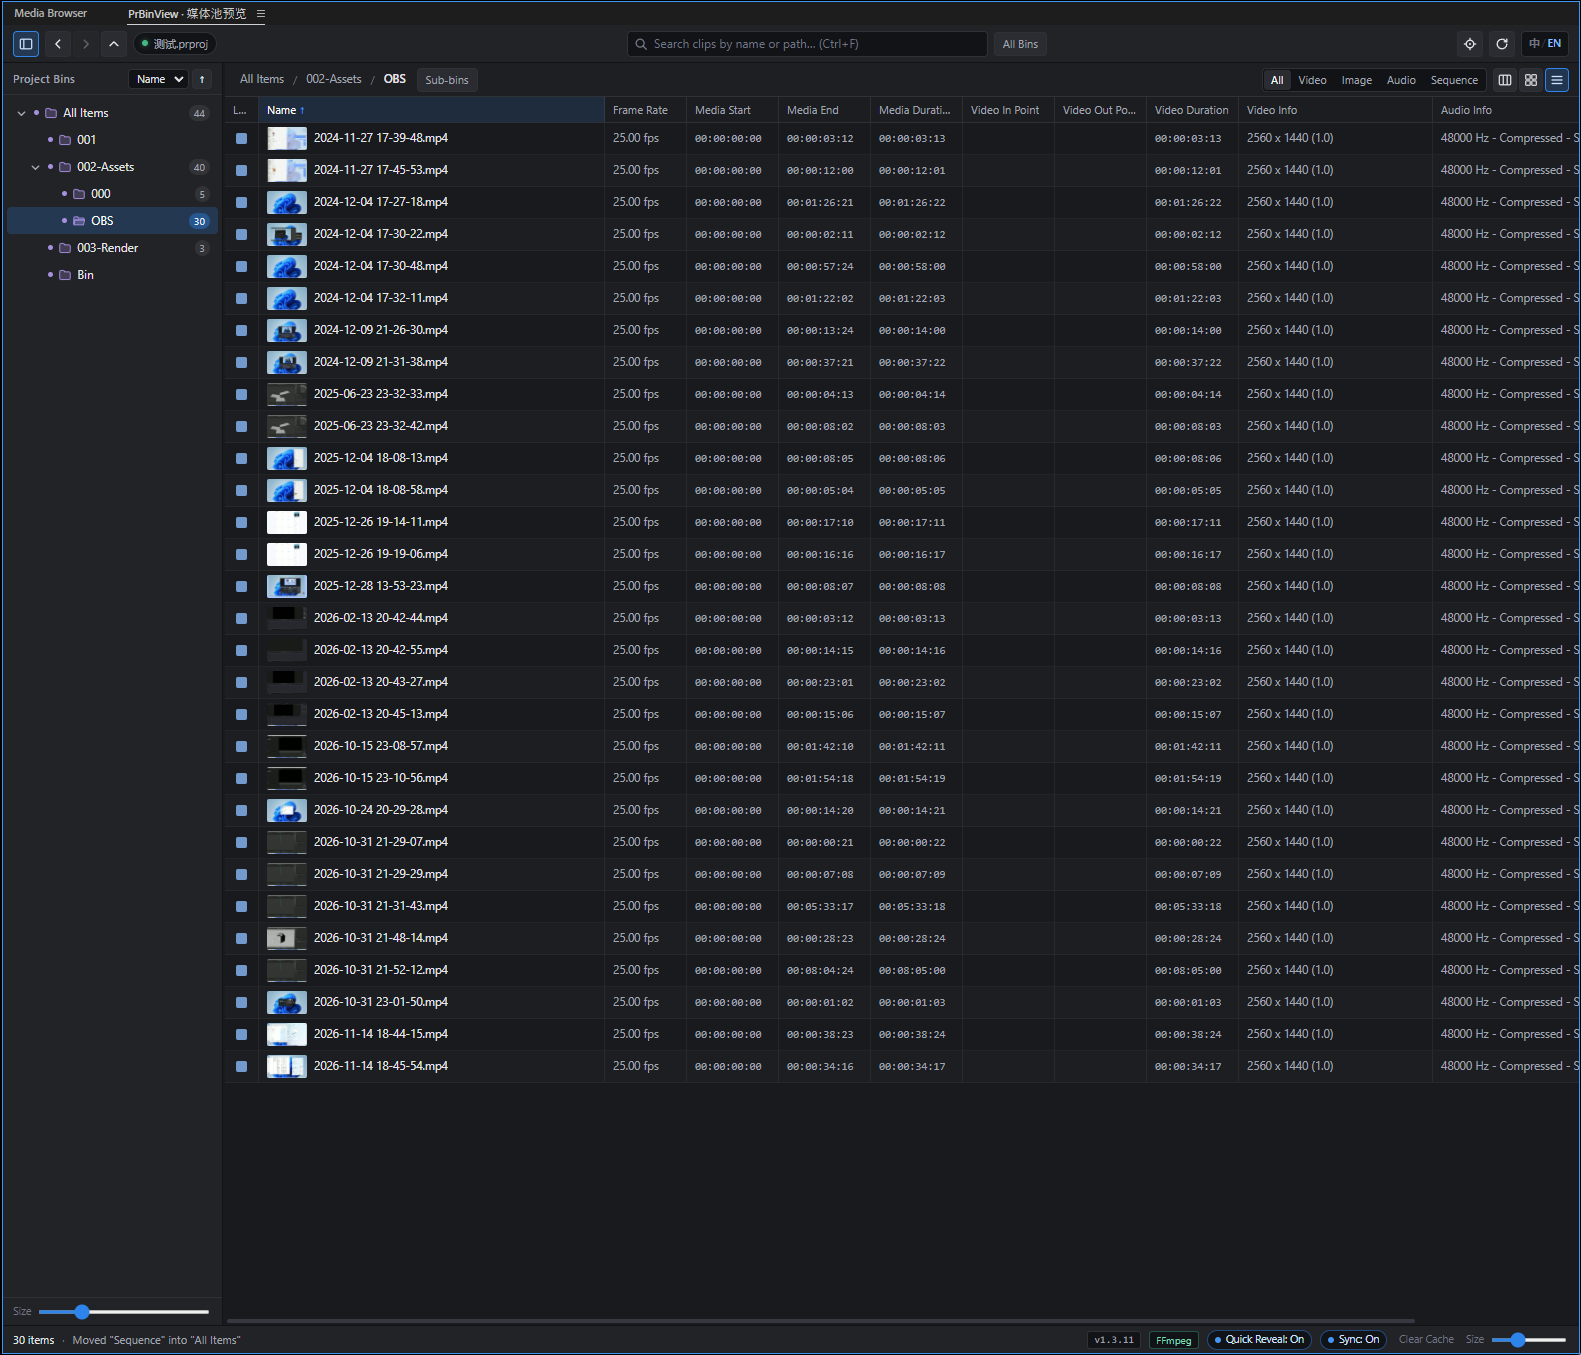 Media Browser PrBinView · 媒体池预览
测试.prproj Search clips by name or path... (Ctrl+F) All Bins 中 / EN
Project Bins Name ↑ All Items / 002-Assets / OBS Sub-bins All Video Image Audio Sequence
All Items 44
001
002-Assets 40
000 5
OBS 30
003-Render 3
Bin
L... Name ↑ Frame Rate Media Start Media End Media Durati... Video In Point Video Out Po... Video Duration Video Info Audio Info
2024-11-27 17-39-48.mp4 25.00 fps 00:00:00:00 00:00:03:12 00:00:03:13 00:00:03:13 2560 x 1440 (1.0) 48000 Hz - Compressed - S
2024-11-27 17-45-53.mp4 25.00 fps 00:00:00:00 00:00:12:00 00:00:12:01 00:00:12:01 2560 x 1440 (1.0) 48000 Hz - Compressed - S
2024-12-04 17-27-18.mp4 25.00 fps 00:00:00:00 00:01:26:21 00:01:26:22 00:01:26:22 2560 x 1440 (1.0) 48000 Hz - Compressed - S
2024-12-04 17-30-22.mp4 25.00 fps 00:00:00:00 00:00:02:11 00:00:02:12 00:00:02:12 2560 x 1440 (1.0) 48000 Hz - Compressed - S
2024-12-04 17-30-48.mp4 25.00 fps 00:00:00:00 00:00:57:24 00:00:58:00 00:00:58:00 2560 x 1440 (1.0) 48000 Hz - Compressed - S
2024-12-04 17-32-11.mp4 25.00 fps 00:00:00:00 00:01:22:02 00:01:22:03 00:01:22:03 2560 x 1440 (1.0) 48000 Hz - Compressed - S
2024-12-09 21-26-30.mp4 25.00 fps 00:00:00:00 00:00:13:24 00:00:14:00 00:00:14:00 2560 x 1440 (1.0) 48000 Hz - Compressed - S
2024-12-09 21-31-38.mp4 25.00 fps 00:00:00:00 00:00:37:21 00:00:37:22 00:00:37:22 2560 x 1440 (1.0) 48000 Hz - Compressed - S
2025-06-23 23-32-33.mp4 25.00 fps 00:00:00:00 00:00:04:13 00:00:04:14 00:00:04:14 2560 x 1440 (1.0) 48000 Hz - Compressed - S
2025-06-23 23-32-42.mp4 25.00 fps 00:00:00:00 00:00:08:02 00:00:08:03 00:00:08:03 2560 x 1440 (1.0) 48000 Hz - Compressed - S
2025-12-04 18-08-13.mp4 25.00 fps 00:00:00:00 00:00:08:05 00:00:08:06 00:00:08:06 2560 x 1440 (1.0) 48000 Hz - Compressed - S
2025-12-04 18-08-58.mp4 25.00 fps 00:00:00:00 00:00:05:04 00:00:05:05 00:00:05:05 2560 x 1440 (1.0) 48000 Hz - Compressed - S
2025-12-26 19-14-11.mp4 25.00 fps 00:00:00:00 00:00:17:10 00:00:17:11 00:00:17:11 2560 x 1440 (1.0) 48000 Hz - Compressed - S
2025-12-26 19-19-06.mp4 25.00 fps 00:00:00:00 00:00:16:16 00:00:16:17 00:00:16:17 2560 x 1440 (1.0) 48000 Hz - Compressed - S
2025-12-28 13-53-23.mp4 25.00 fps 00:00:00:00 00:00:08:07 00:00:08:08 00:00:08:08 2560 x 1440 (1.0) 48000 Hz - Compressed - S
2026-02-13 20-42-44.mp4 25.00 fps 00:00:00:00 00:00:03:12 00:00:03:13 00:00:03:13 2560 x 1440 (1.0) 48000 Hz - Compressed - S
2026-02-13 20-42-55.mp4 25.00 fps 00:00:00:00 00:00:14:15 00:00:14:16 00:00:14:16 2560 x 1440 (1.0) 48000 Hz - Compressed - S
2026-02-13 20-43-27.mp4 25.00 fps 00:00:00:00 00:00:23:01 00:00:23:02 00:00:23:02 2560 x 1440 (1.0) 48000 Hz - Compressed - S
2026-02-13 20-45-13.mp4 25.00 fps 00:00:00:00 00:00:15:06 00:00:15:07 00:00:15:07 2560 x 1440 (1.0) 48000 Hz - Compressed - S
2026-10-15 23-08-57.mp4 25.00 fps 00:00:00:00 00:01:42:10 00:01:42:11 00:01:42:11 2560 x 1440 (1.0) 48000 Hz - Compressed - S
2026-10-15 23-10-56.mp4 25.00 fps 00:00:00:00 00:01:54:18 00:01:54:19 00:01:54:19 2560 x 1440 (1.0) 48000 Hz - Compressed - S
2026-10-24 20-29-28.mp4 25.00 fps 00:00:00:00 00:00:14:20 00:00:14:21 00:00:14:21 2560 x 1440 (1.0) 48000 Hz - Compressed - S
2026-10-31 21-29-07.mp4 25.00 fps 00:00:00:00 00:00:00:21 00:00:00:22 00:00:00:22 2560 x 1440 (1.0) 48000 Hz - Compressed - S
2026-10-31 21-29-29.mp4 25.00 fps 00:00:00:00 00:00:07:08 00:00:07:09 00:00:07:09 2560 x 1440 (1.0) 48000 Hz - Compressed - S
2026-10-31 21-31-43.mp4 25.00 fps 00:00:00:00 00:05:33:17 00:05:33:18 00:05:33:18 2560 x 1440 (1.0) 48000 Hz - Compressed - S
2026-10-31 21-48-14.mp4 25.00 fps 00:00:00:00 00:00:28:23 00:00:28:24 00:00:28:24 2560 x 1440 (1.0) 48000 Hz - Compressed - S
2026-10-31 21-52-12.mp4 25.00 fps 00:00:00:00 00:08:04:24 00:08:05:00 00:08:05:00 2560 x 1440 (1.0) 48000 Hz - Compressed - S
2026-10-31 23-01-50.mp4 25.00 fps 00:00:00:00 00:00:01:02 00:00:01:03 00:00:01:03 2560 x 1440 (1.0) 48000 Hz - Compressed - S
2026-11-14 18-44-15.mp4 25.00 fps 00:00:00:00 00:00:38:23 00:00:38:24 00:00:38:24 2560 x 1440 (1.0) 48000 Hz - Compressed - S
2026-11-14 18-45-54.mp4 25.00 fps 00:00:00:00 00:00:34:16 00:00:34:17 00:00:34:17 2560 x 1440 (1.0) 48000 Hz - Compressed - S
Size
30 items · Moved "Sequence" into "All Items" v1.3.11 FFmpeg Quick Reveal: On Sync: On Clear Cache Size